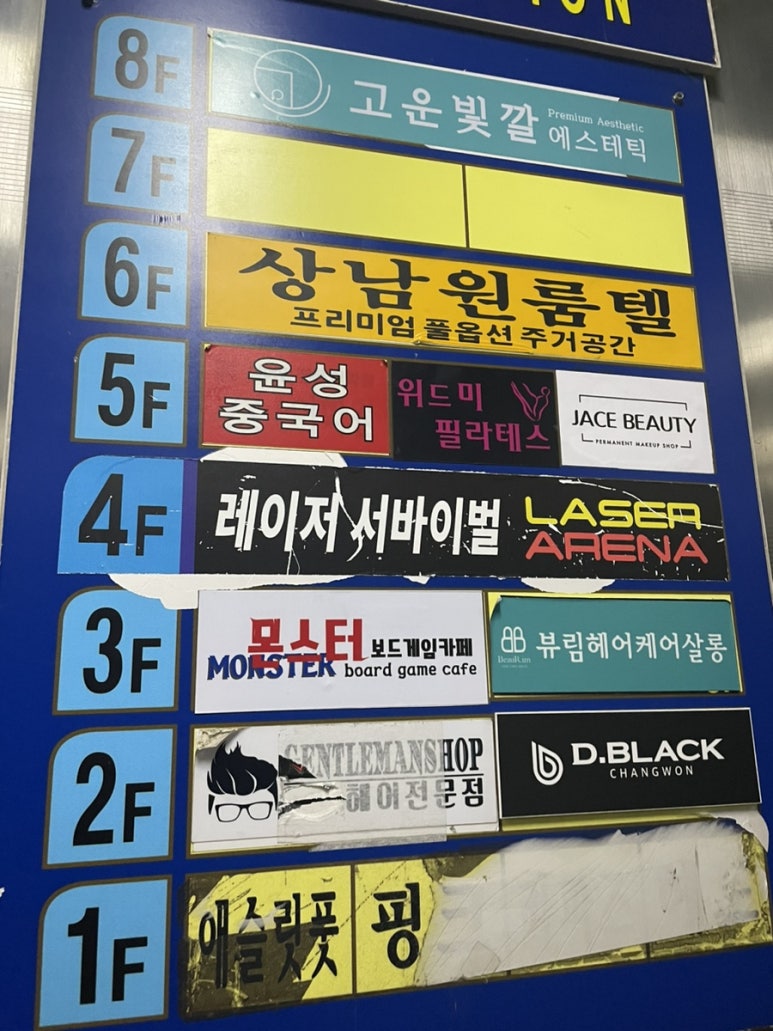 8F
고운빛깔
Premium Aesthetic
에스테틱
7F
6F
상남원룸텔
프리미엄 풀옵션 주거공간
5F
윤성
중국어
위드미
필라테스
JACE BEAUTY
PERMANENT MAKEUP SHOP
4F
레이저 서바이벌
LASER
ARENA
3F
몬스터 보드게임카페
MONSTER board game cafe
BeauRim
뷰림헤어케어살롱
2F
GENTLEMANSHOP
헤어전문점
D.BLACK
CHANGWON
1F
애슬릿풋
핑